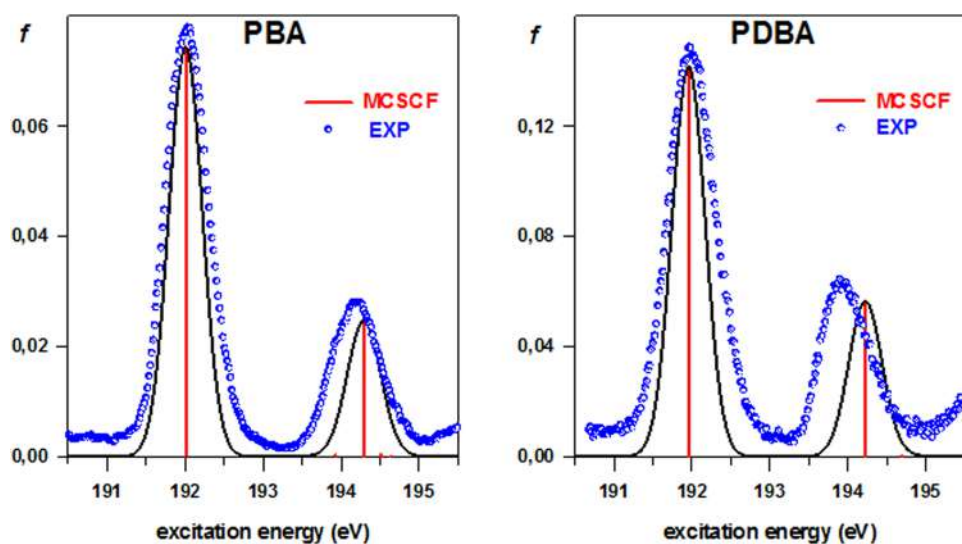 f
PBA
MCSCF
EXP
0,06
0,04
0,02
0,00
191
192
193
194
195
excitation energy (eV)
f
PDBA
MCSCF
EXP
0,12
0,08
0,04
0,00
191
192
193
194
195
excitation energy (eV)